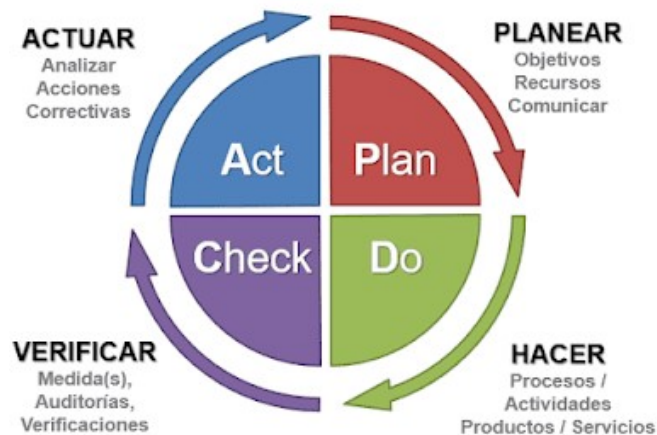 ACTUAR
Analizar
Acciones
Correctivas
PLANEAR
Objetivos
Recursos
Comunicar
Act
Plan
Check
Do
VERIFICAR
Medida(s),
Auditorías,
Verificaciones
HACER
Procesos /
Actividades
Productos / Servicios